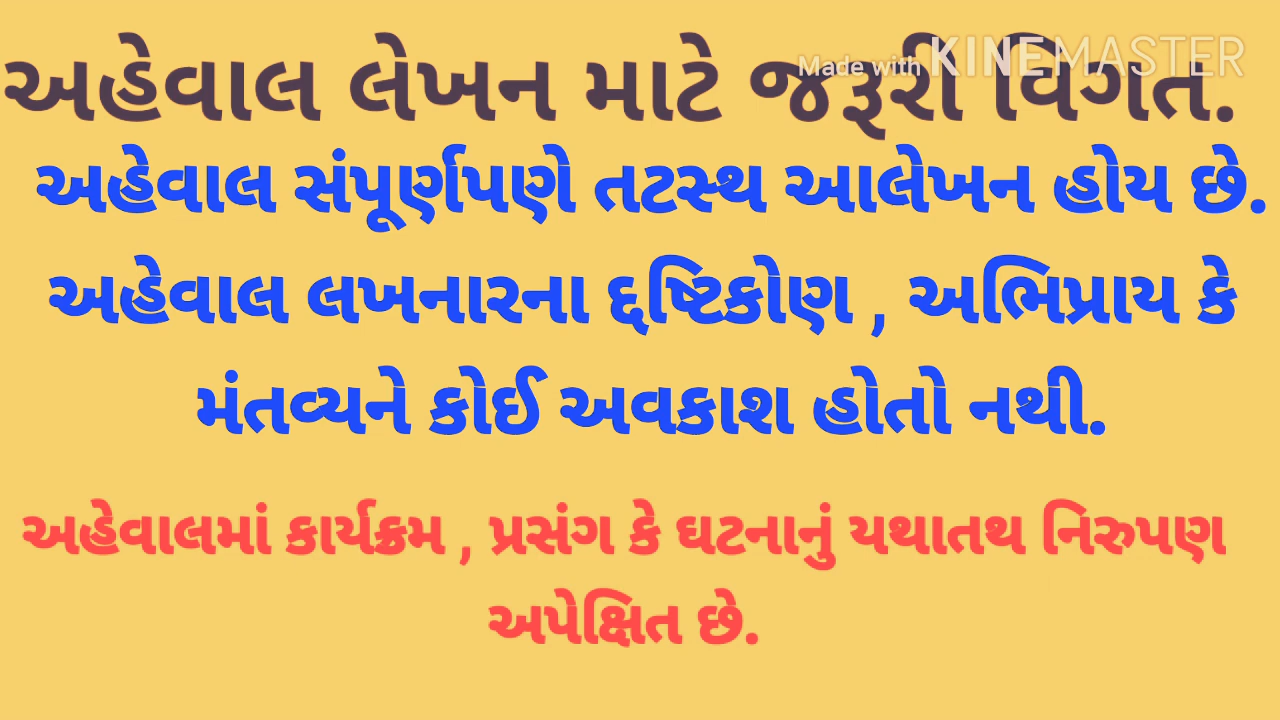 Made with KINEMASTER
અહેવાલ લેખન માટે જરૂરી વિગત.
અહેવાલ સંપૂર્ણપણે તટસ્થ આલેખન હોય છે.
અહેવાલ લખનારના દ્દષ્ટિકોણ , અભિપ્રાય કે
મંતવ્યને કોઈ અવકાશ હોતો નથી.
અહેવાલમાં કાર્યક્રમ , પ્રસંગ કે ઘટનાનું યથાતથ નિરુપણ
અપેક્ષિત છે.